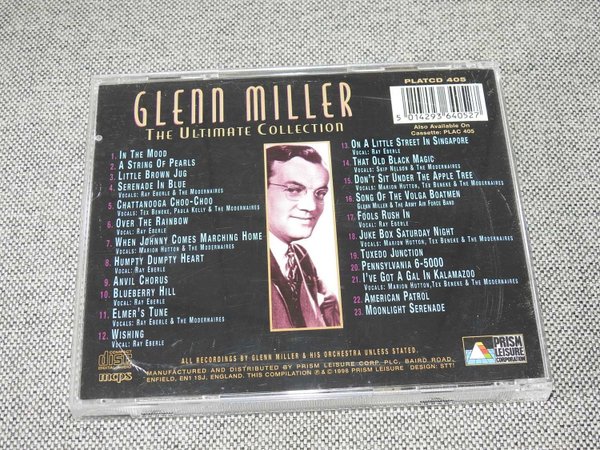 PLATCD 405
GLENN MILLER
THE ULTIMATE COLLECTION
5 014293 640527
Also Available On
Cassette: PLAC 405
1. IN THE MOOD
2. A STRING OF PEARLS
3. LITTLE BROWN JUG
4. SERENADE IN BLUE
VOCALS: RAY EBERLE & THE MODERNAIRES
5. CHATTANOOGA CHOO-CHOO
VOCALS: TEX BENEKE, PAULA KELLY & THE MODERNAIRES
6. OVER THE RAINBOW
VOCAL: RAY EBERLE
7. WHEN JOHNNY COMES MARCHING HOME
VOCALS: MARION HUTTON & THE MODERNAIRES
8. HUMPTY DUMPTY HEART
VOCAL: RAY EBERLE
9. ANVIL CHORUS
10. BLUEBERRY HILL
VOCAL: RAY EBERLE
11. ELMER'S TUNE
VOCALS: RAY EBERLE & THE MODERNAIRES
12. WISHING
VOCAL: RAY EBERLE
13. ON A LITTLE STREET IN SINGAPORE
VOCAL: RAY EBERLE
14. THAT OLD BLACK MAGIC
VOCALS: SKIP NELSON & THE MODERNAIRES
15. DON'T SIT UNDER THE APPLE TREE
VOCALS: MARION HUTTON, TEX BENEKE & THE MODERNAIRES
16. SONG OF THE VOLGA BOATMEN
GLENN MILLER & THE ARMY AIR FORCE BAND
17. FOOLS RUSH IN
VOCAL: RAY EBERLE
18. JUKE BOX SATURDAY NIGHT
VOCALS: MARION HUTTON, TEX BENEKE & THE MODERNAIRES
19. TUXEDO JUNCTION
20. PENNSYLVANIA 6-5000
21. I'VE GOT A GAL IN KALAMAZOO
VOCALS: MARION HUTTON, TEX BENEKE & THE MODERNAIRES
22. AMERICAN PATROL
23. MOONLIGHT SERENADE
ALL RECORDINGS BY GLENN MILLER & HIS ORCHESTRA UNLESS STATED.
MANUFACTURED AND DISTRIBUTED BY PRISM LEISURE CORP. PLC, BAIRD ROAD,
ENFIELD, EN1 1SJ, ENGLAND. THIS COMPILATION ℗ & © 1998 PRISM LEISURE DESIGN: STT!
disc
mcps
PRISM
LEISURE
CORPORATION